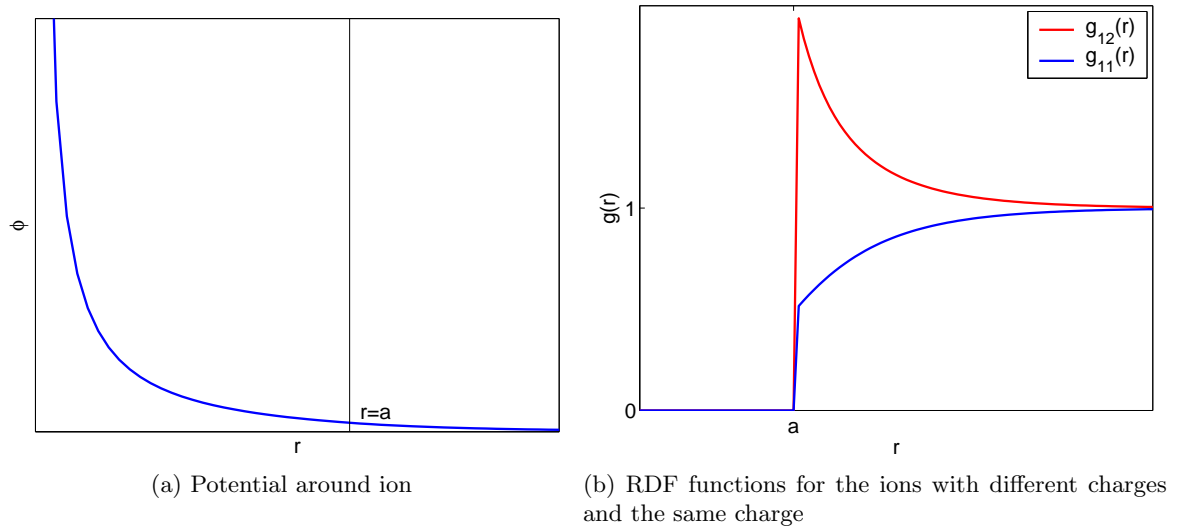 ϕ
r=a
r
(a) Potential around ion
g₁₂(r)
g₁₁(r)
g(r)
1
0
a
r
(b) RDF functions for the ions with different charges
and the same charge